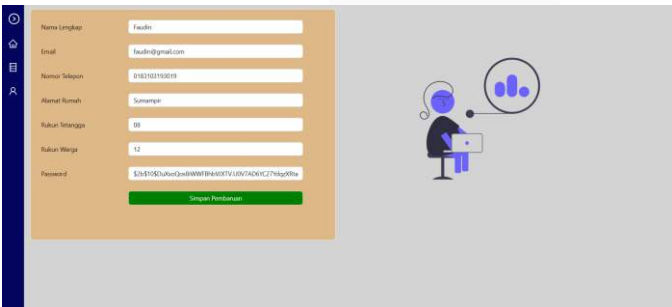 Nama Lengkap
Faudin
Email
faudin@gmail.com
Nomor Telepon
Alamat Rumah
Sumampir
Rukun Tetangga
08
Rukun Warga
12
Password
Simpan Pembaruan